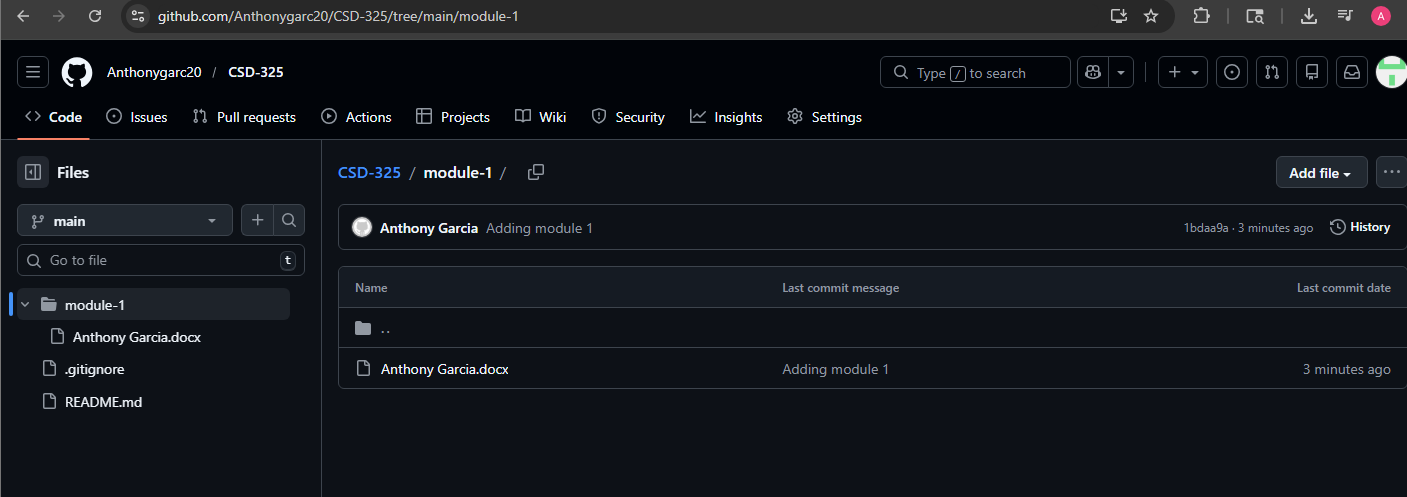 github.com/Anthonygarc20/CSD-325/tree/main/module-1
A
Anthonygarc20 / CSD-325
Type / to search
Code Issues Pull requests Actions Projects Wiki Security Insights Settings
Files
CSD-325 / module-1 /
Add file
main
Anthony Garcia Adding module 1
1bdaa9a · 3 minutes ago
History
Go to file
t
Name Last commit message Last commit date
module-1
..
Anthony Garcia.docx
Anthony Garcia.docx Adding module 1 3 minutes ago
.gitignore
README.md